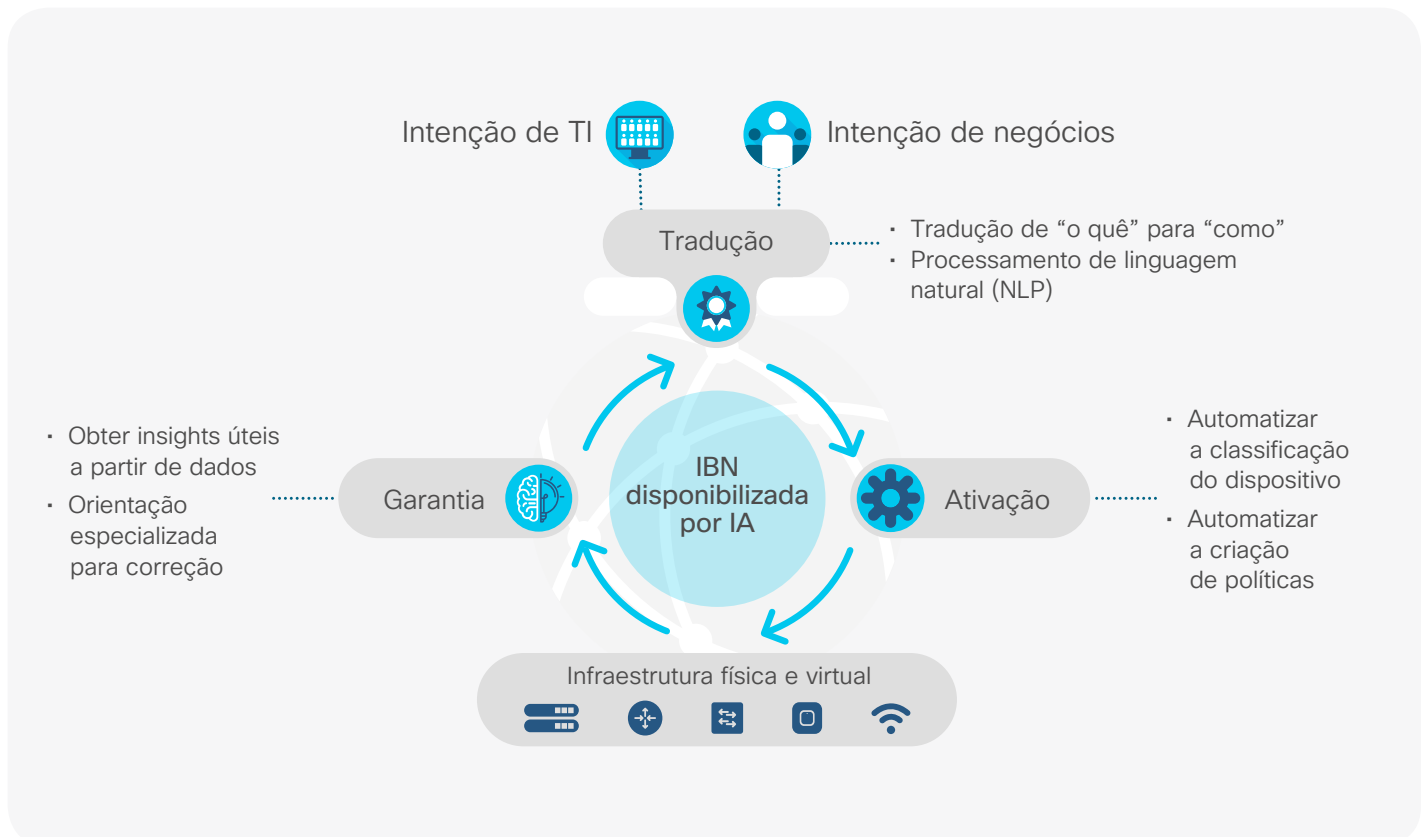 Intenção de TI
Intenção de negócios
Tradução
· Tradução de “o quê” para “como”
· Processamento de linguagem
natural (NLP)
· Obter insights úteis
a partir de dados
· Orientação
especializada
para correção
Garantia
IBN
disponibilizada
por IA
Ativação
· Automatizar
a classificação
do dispositivo
· Automatizar
a criação
de políticas
Infraestrutura física e virtual